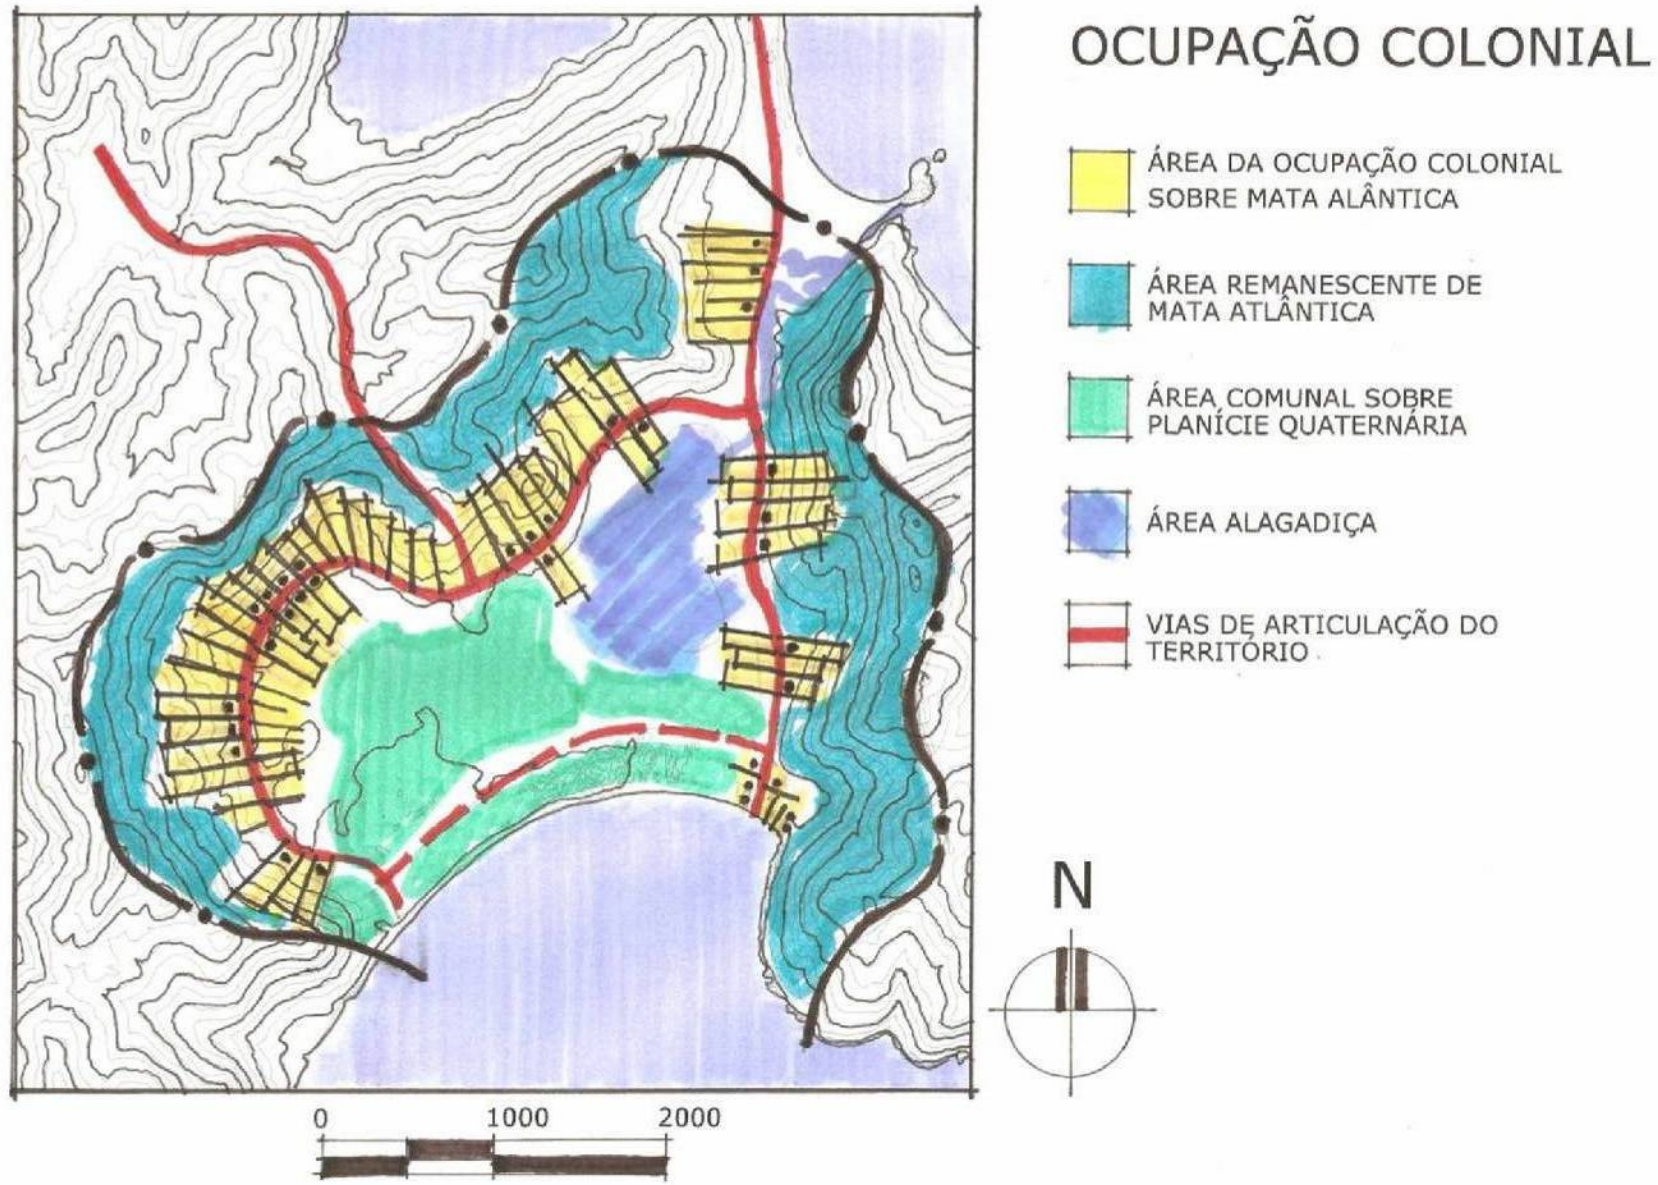 OCUPAÇÃO COLONIAL
ÁREA DA OCUPAÇÃO COLONIAL
SOBRE MATA ALÂNTICA
ÁREA REMANESCENTE DE
MATA ATLÂNTICA
ÁREA COMUNAL SOBRE
PLANÍCIE QUATERNÁRIA
ÁREA ALAGADIÇA
VIAS DE ARTICULAÇÃO DO
TERRITÓRIO
N
0 1000 2000